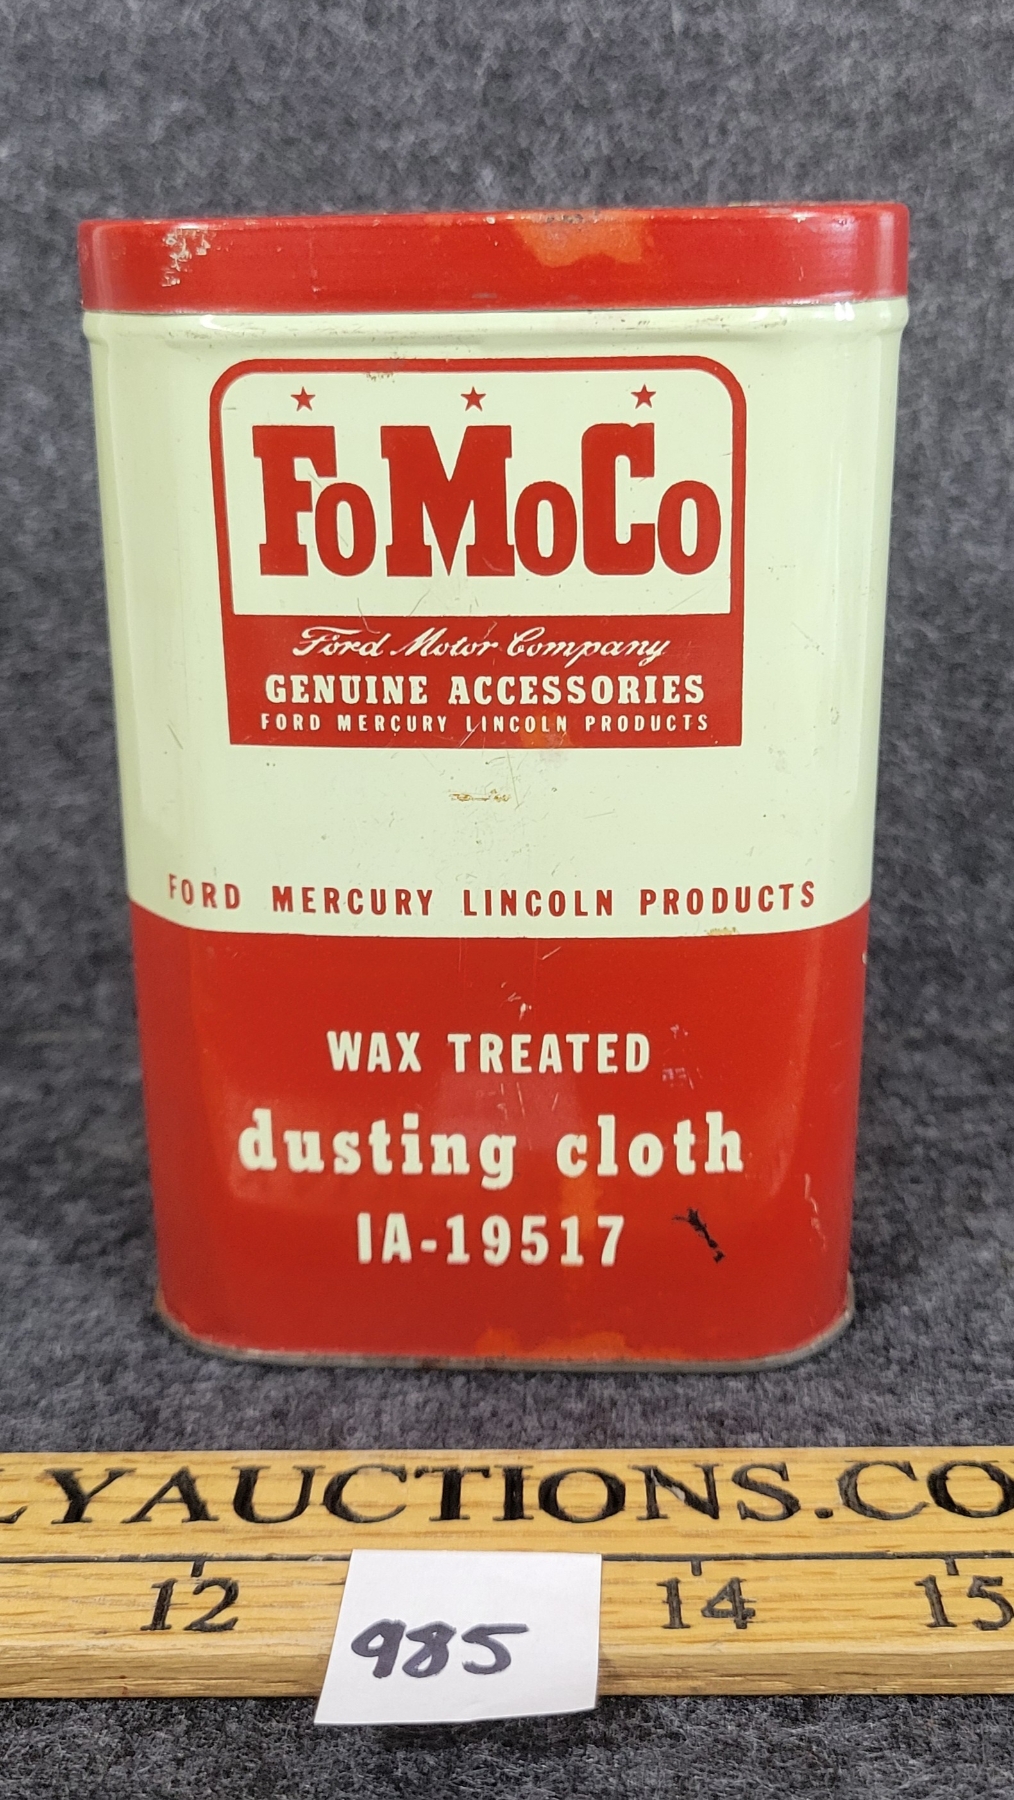 FoMoCo
Ford Motor Company
GENUINE ACCESSORIES
FORD MERCURY LINCOLN PRODUCTS
FORD MERCURY LINCOLN PRODUCTS
WAX TREATED
dusting cloth
IA-19517
LYAUCTIONS.CO
12 14 15
985